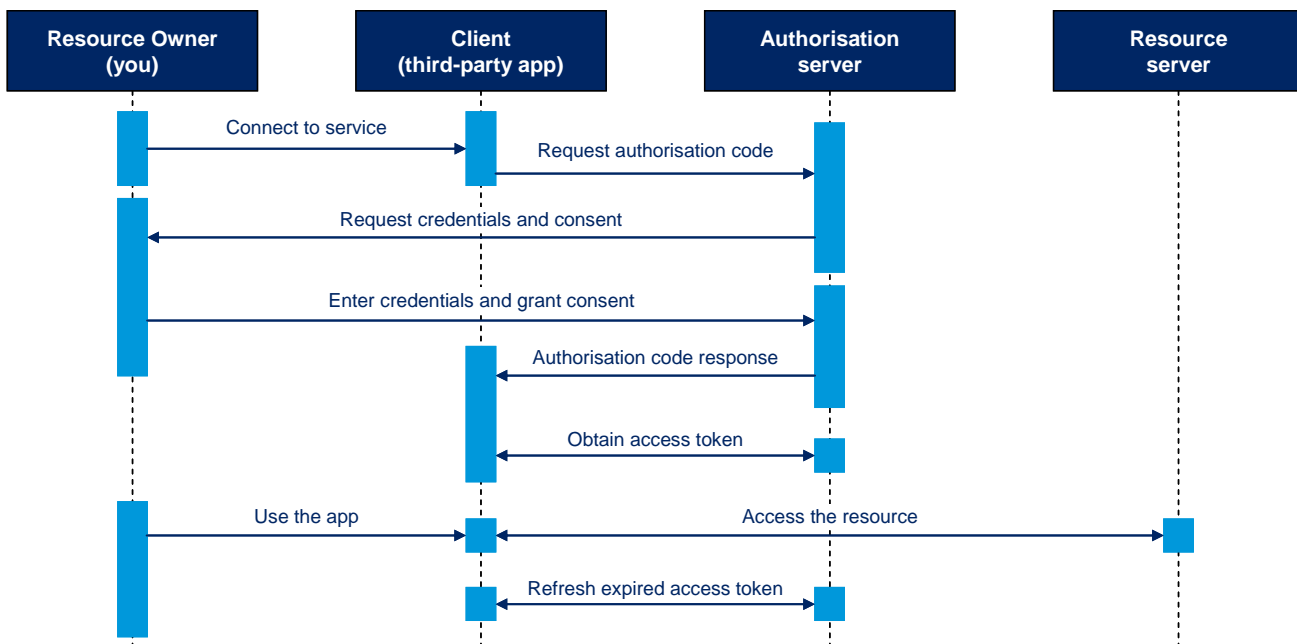 Resource Owner
(you)
Client
(third-party app)
Authorisation
server
Resource
server
Connect to service
Request authorisation code
Request credentials and consent
Enter credentials and grant consent
Authorisation code response
Obtain access token
Use the app
Access the resource
Refresh expired access token